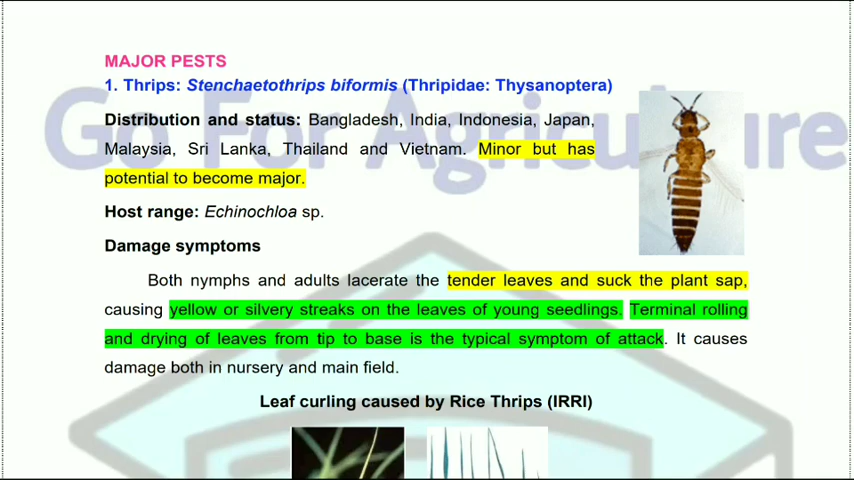 MAJOR PESTS
1. Thrips: Stenchaetothrips biformis (Thripidae: Thysanoptera)
Distribution and status: Bangladesh, India, Indonesia, Japan,
Malaysia, Sri Lanka, Thailand and Vietnam. Minor but has
potential to become major.
Host range: Echinochloa sp.
Damage symptoms
Both nymphs and adults lacerate the tender leaves and suck the plant sap,
causing yellow or silvery streaks on the leaves of young seedlings. Terminal rolling
and drying of leaves from tip to base is the typical symptom of attack. It causes
damage both in nursery and main field.
Leaf curling caused by Rice Thrips (IRRI)
Go For Agriculture